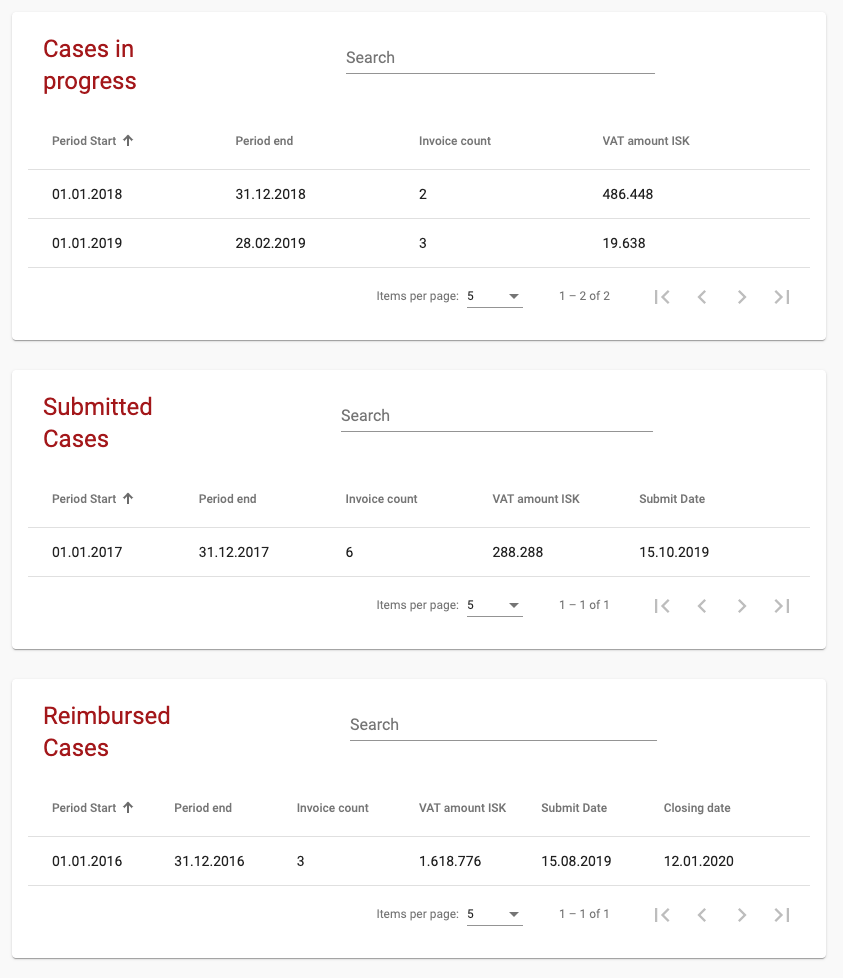 Cases in
progress
Search
Period Start Period end Invoice count VAT amount ISK
01.01.2018 31.12.2018 2 486.448
01.01.2019 28.02.2019 3 19.638
Items per page: 5 1 – 2 of 2
Submitted
Cases
Search
Period Start Period end Invoice count VAT amount ISK Submit Date
01.01.2017 31.12.2017 6 288.288 15.10.2019
Items per page: 5 1 – 1 of 1
Reimbursed
Cases
Search
Period Start Period end Invoice count VAT amount ISK Submit Date Closing date
01.01.2016 31.12.2016 3 1.618.776 15.08.2019 12.01.2020
Items per page: 5 1 – 1 of 1